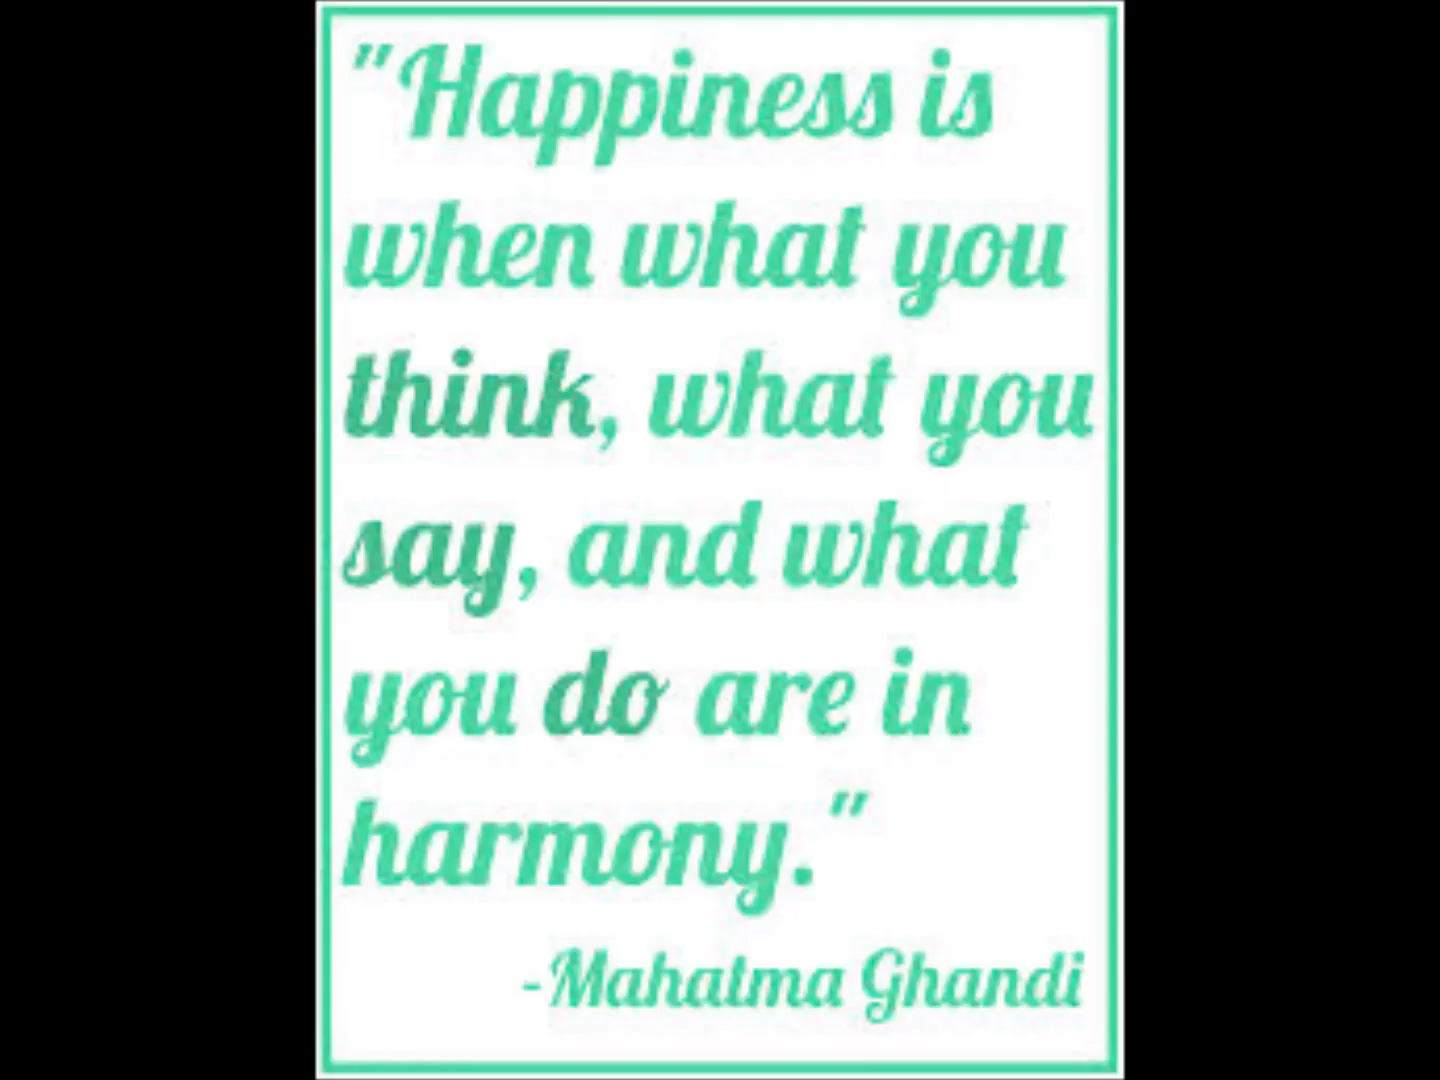 "Happiness is
when what you
think, what you
say, and what
you do are in
harmony."
-Mahatma Ghandi